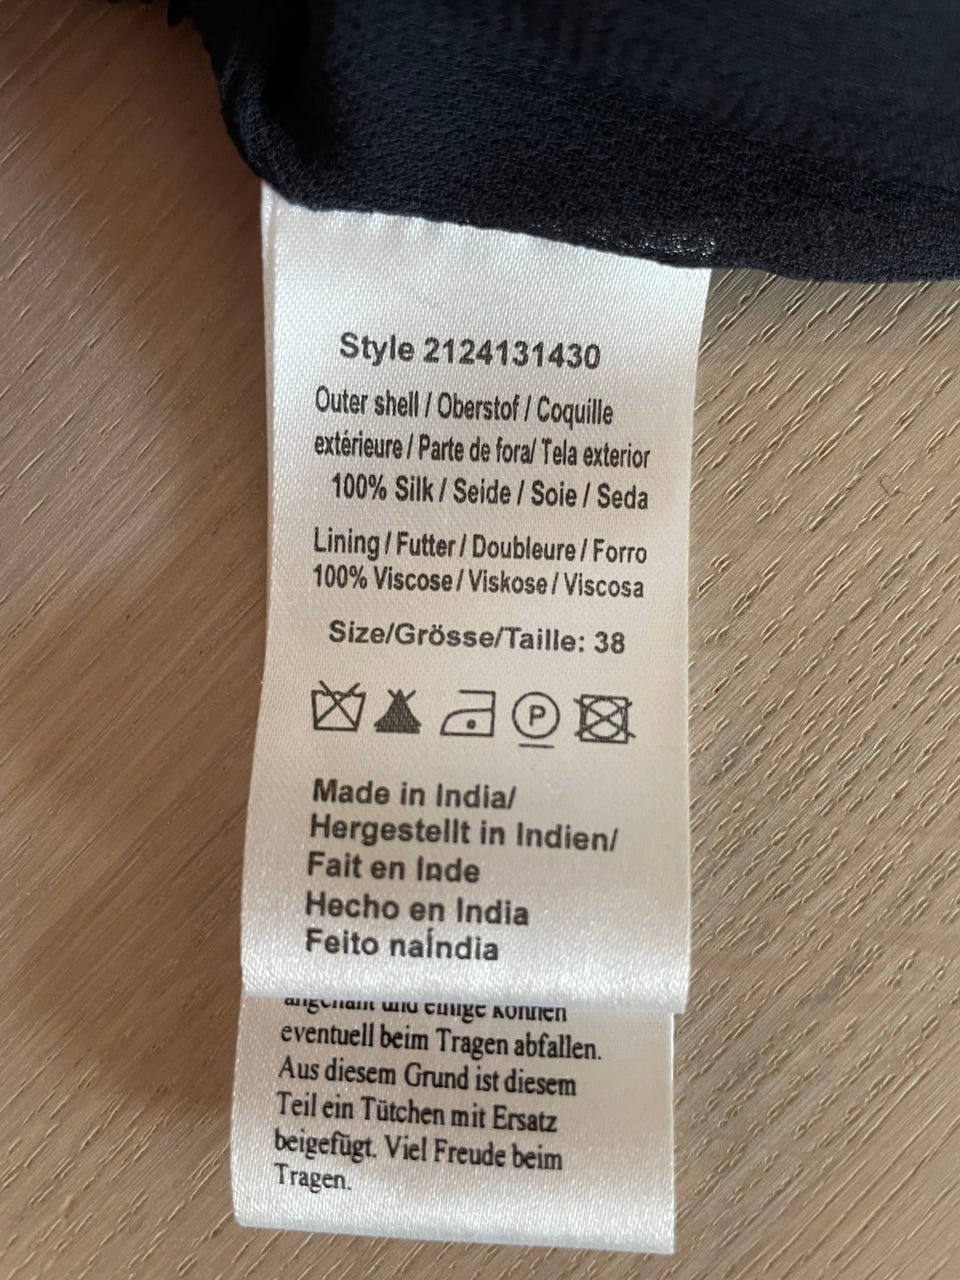 Style 2124131430
Outer shell / Oberstof / Coquille
extérieure / Parte de fora/ Tela exterior
100% Silk / Seide / Soie / Seda
Lining / Futter / Doubleure / Forro
100% Viscose / Viskose / Viscosa
Size/Grösse/Taille: 38
P
Made in India/
Hergestellt in Indien/
Fait en Inde
Hecho en India
Feito naÍndia
und einige können
eventuell beim Tragen abfallen.
Aus diesem Grund ist diesem
Teil ein Tütchen mit Ersatz
beigefügt. Viel Freude beim
Tragen.